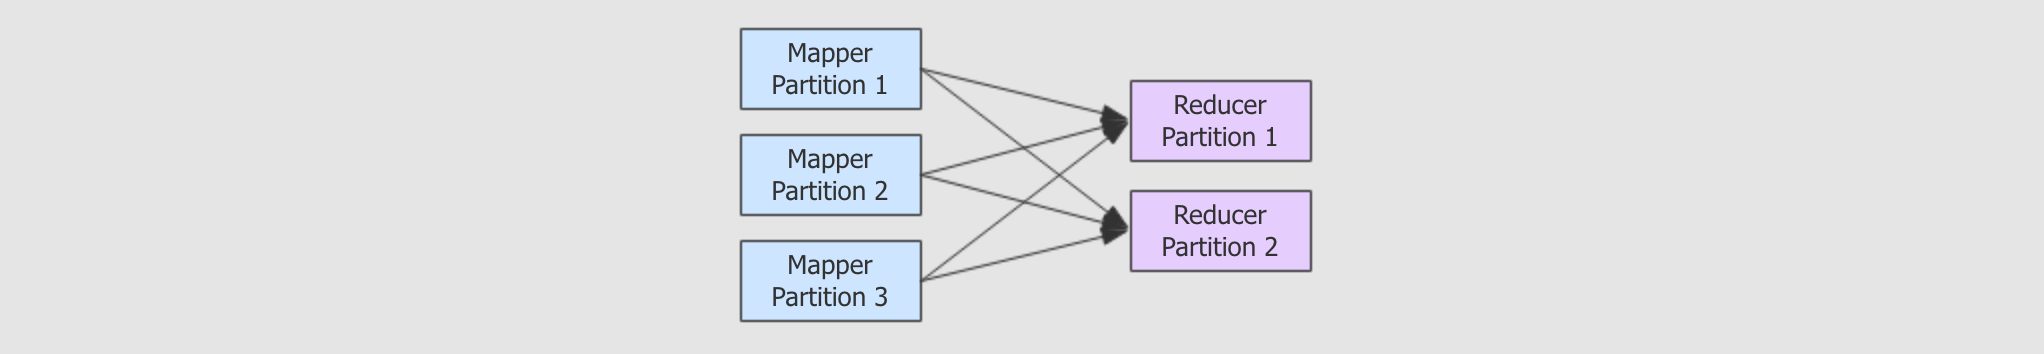 Mapper
Partition 1
Mapper
Partition 2
Mapper
Partition 3
Reducer
Partition 1
Reducer
Partition 2